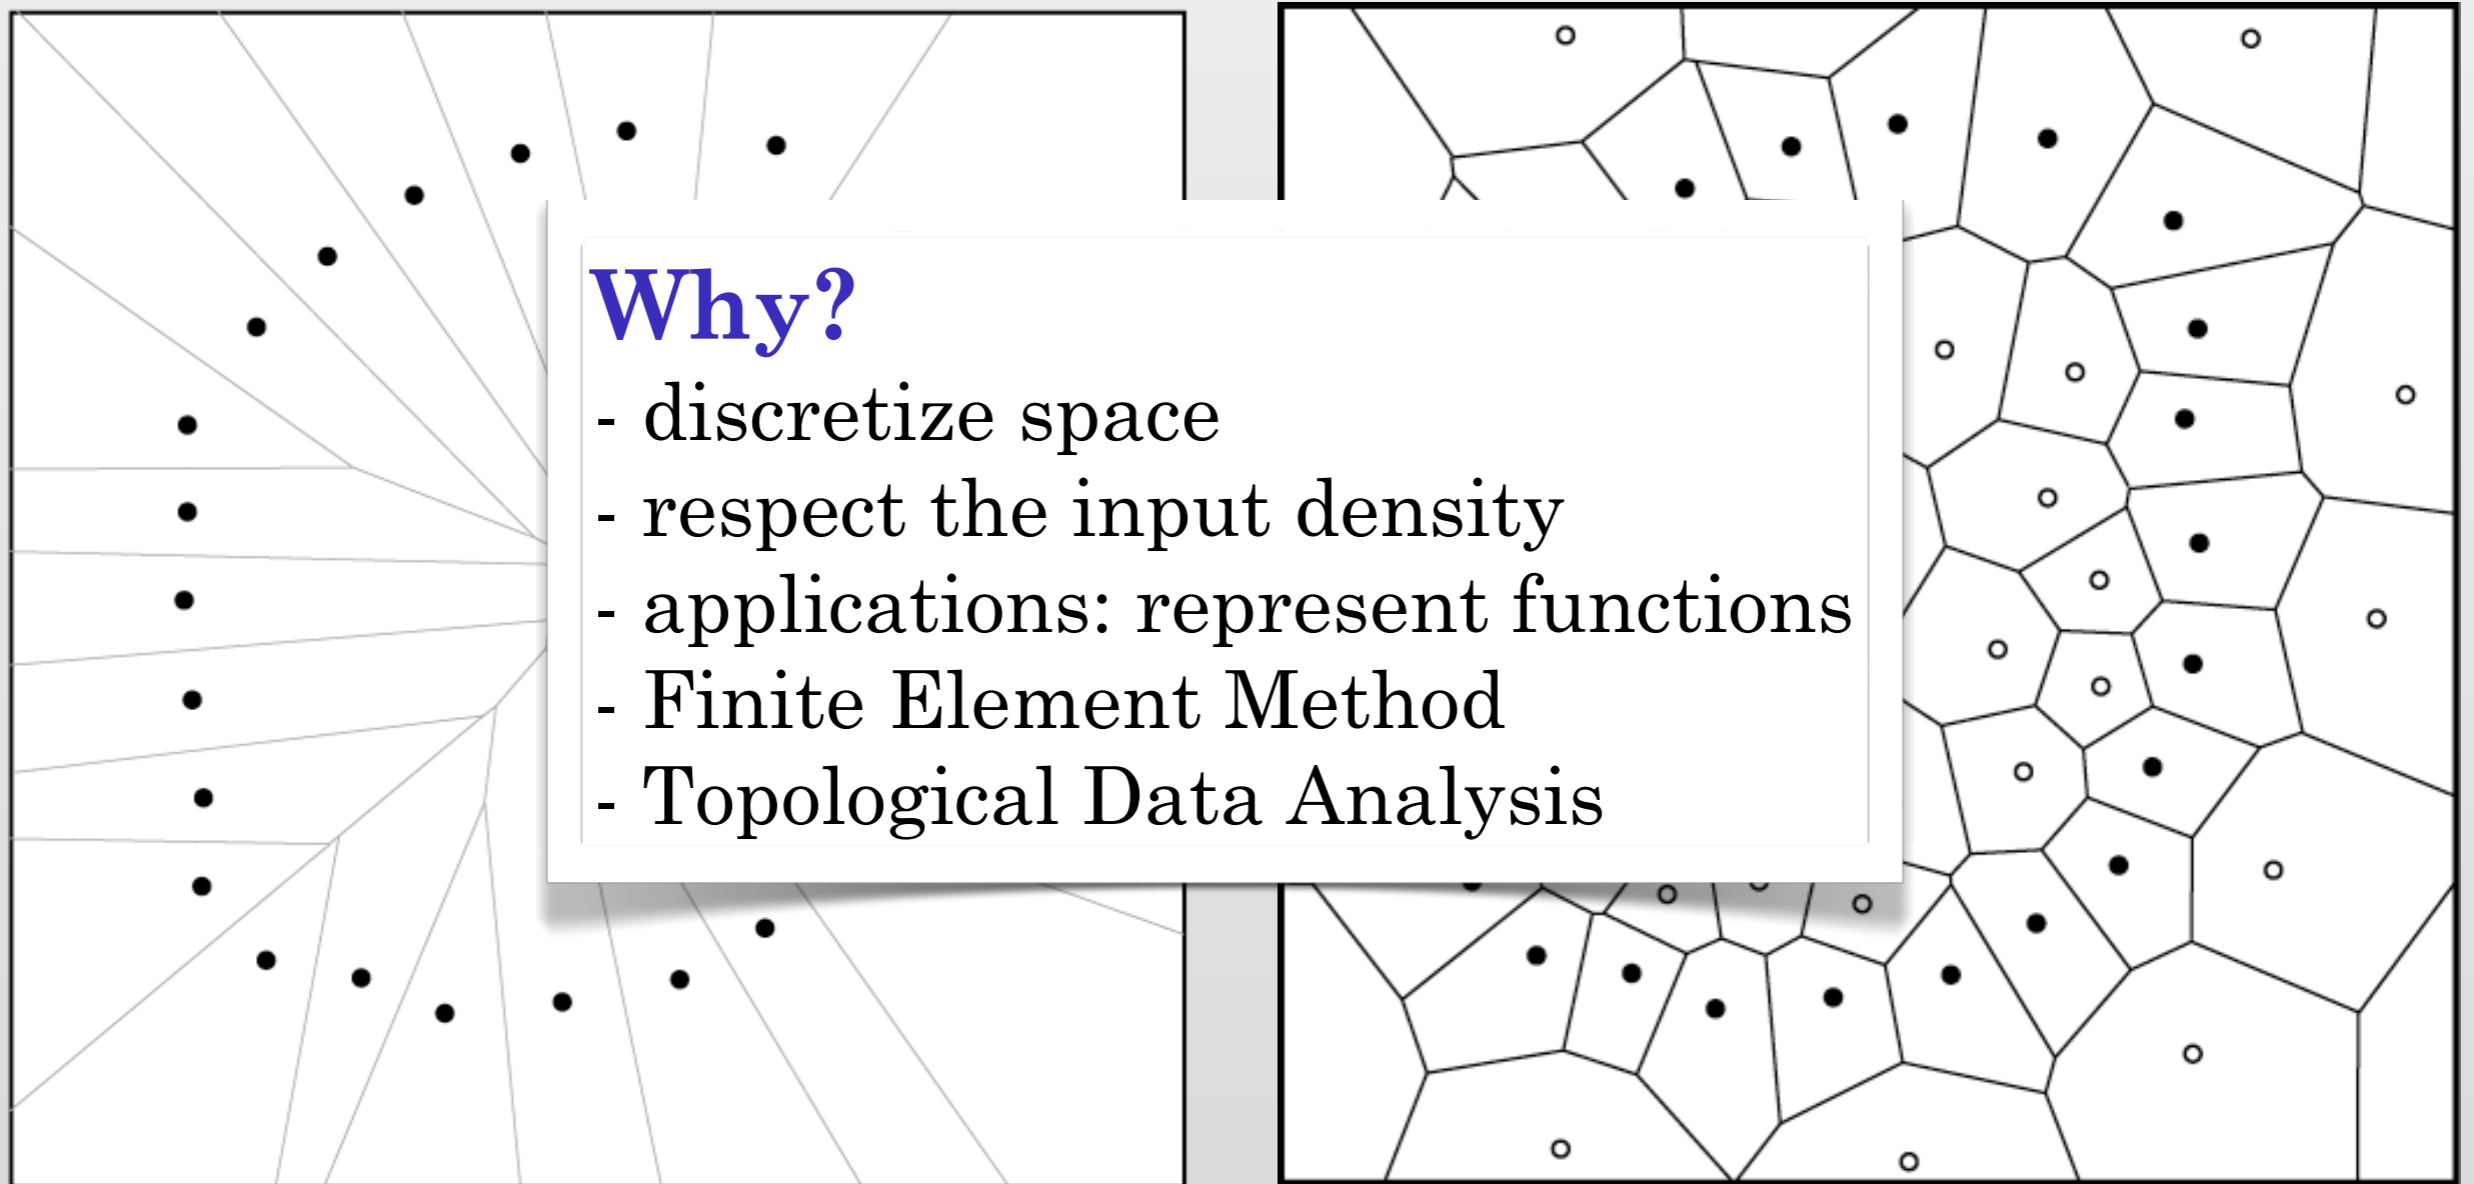 Why?
- discretize space
- respect the input density
- applications: represent functions
- Finite Element Method
- Topological Data Analysis